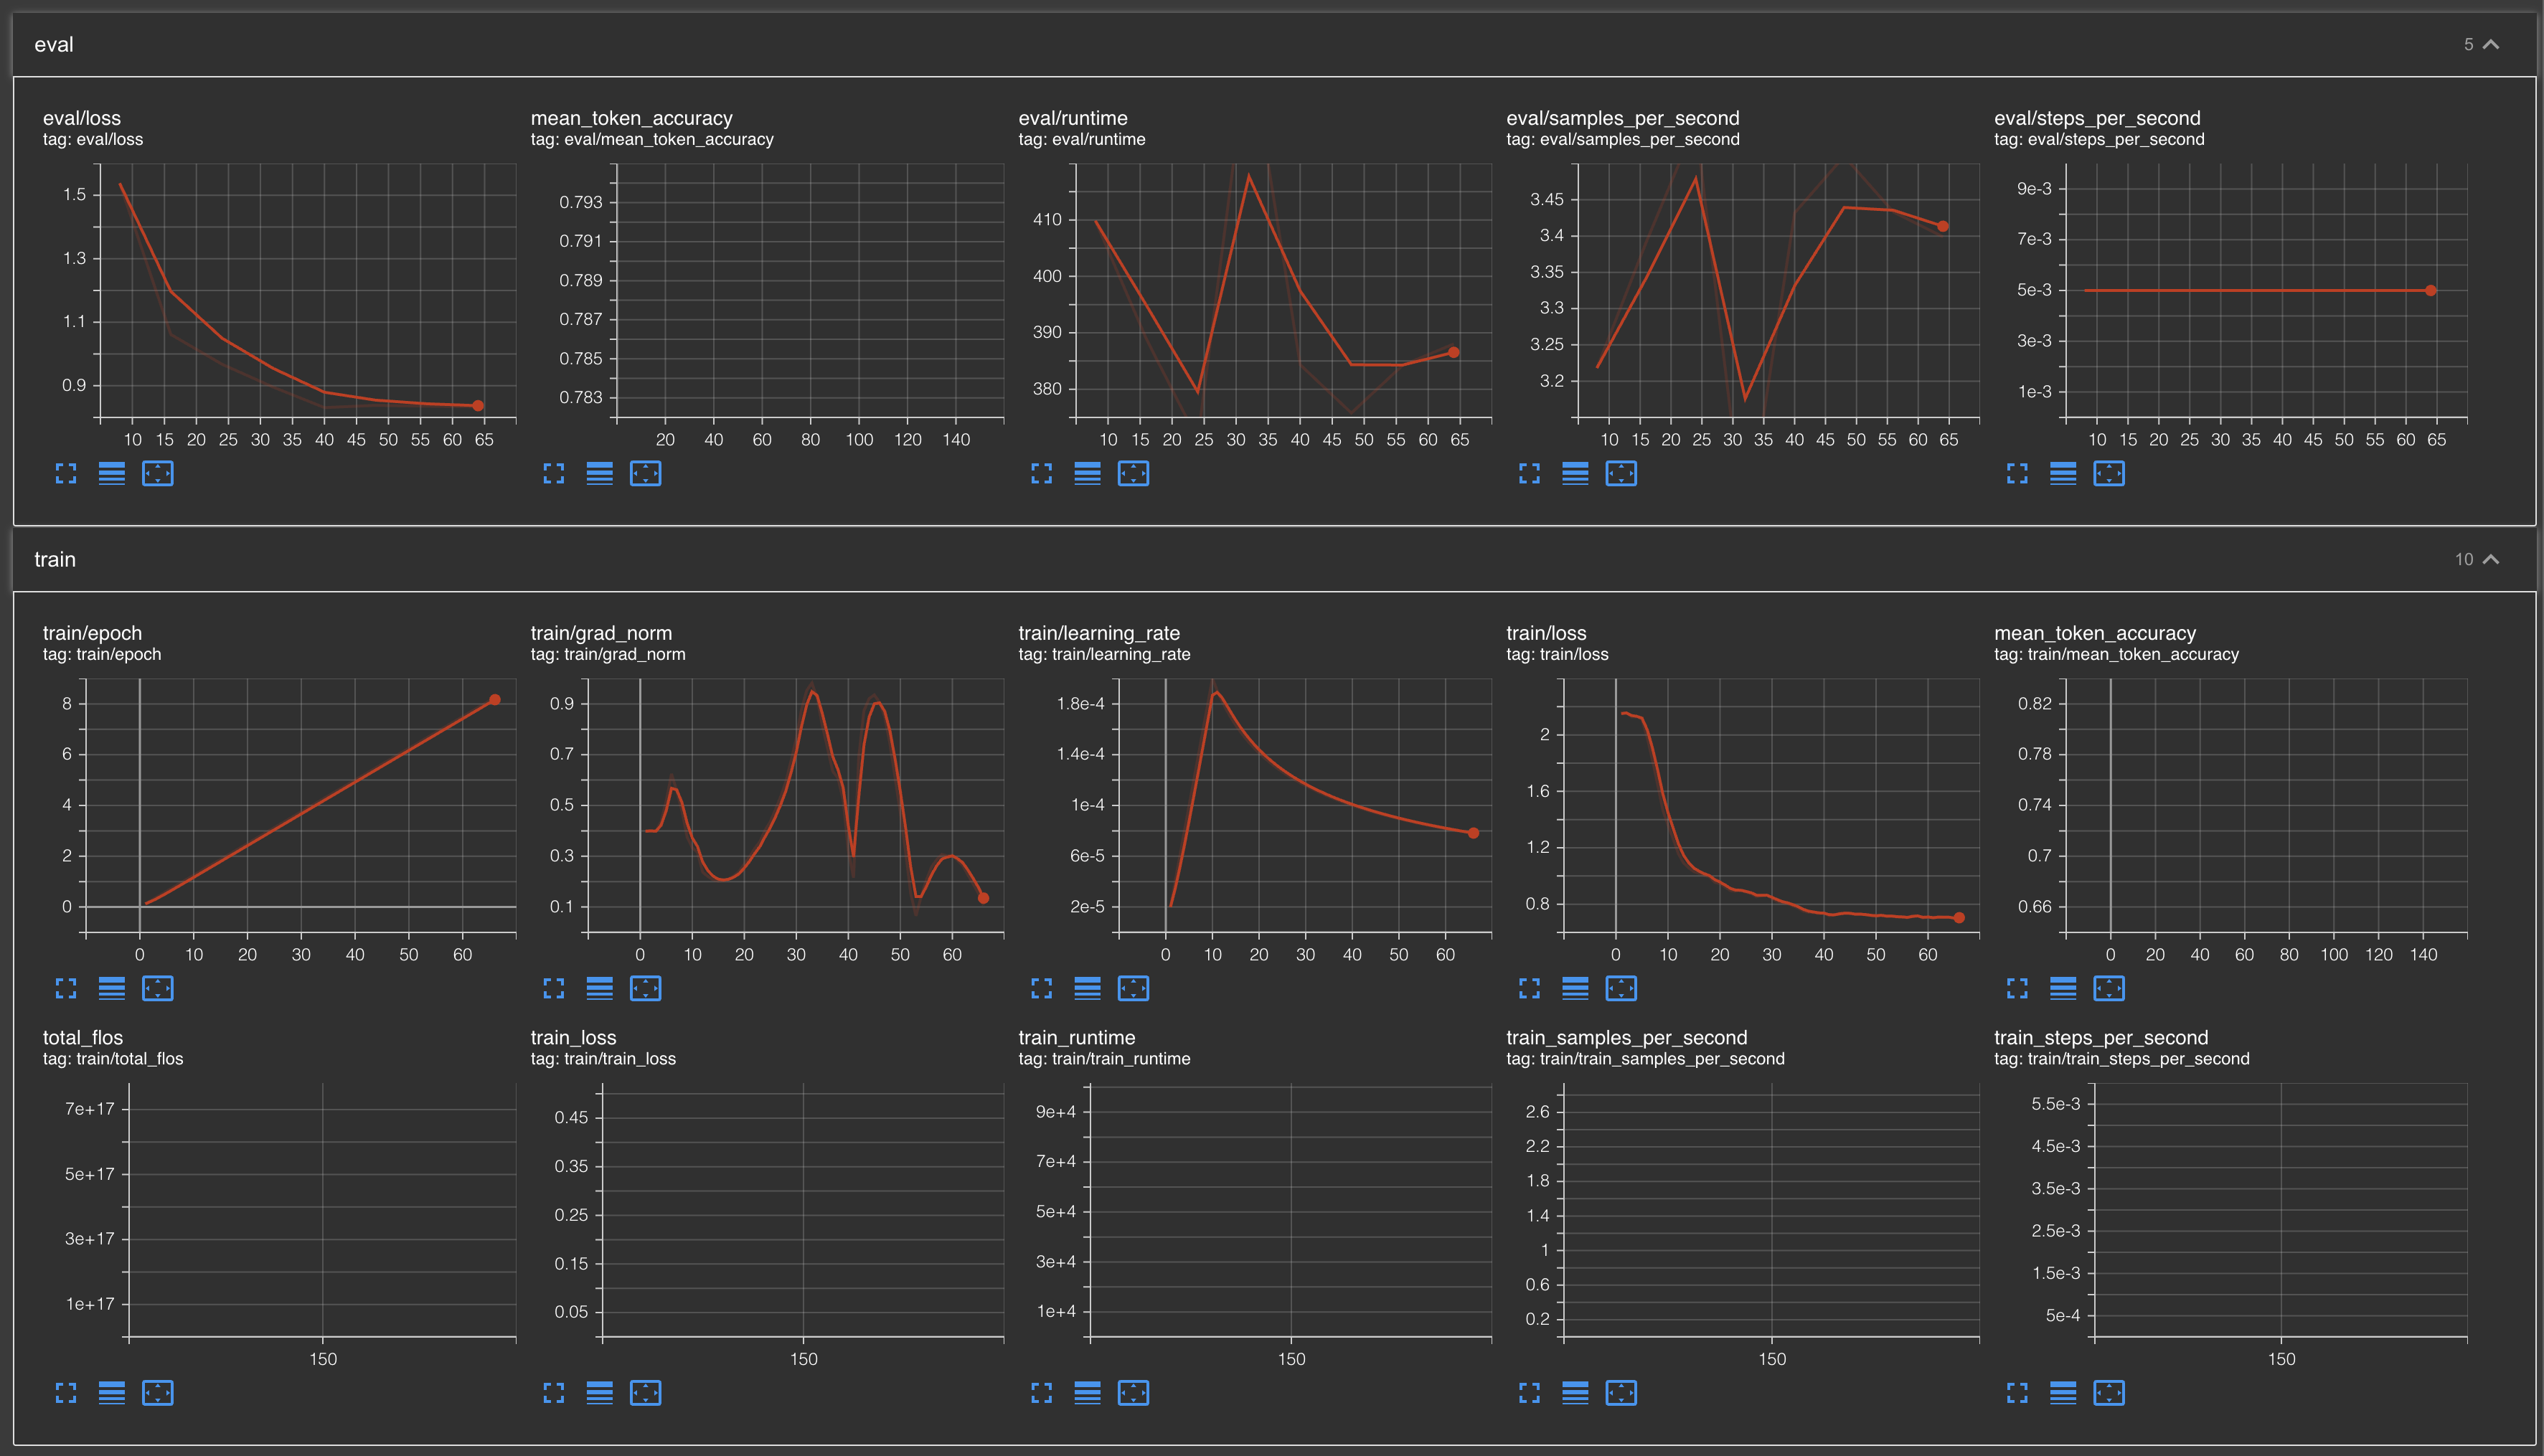 eval
5
eval/loss
tag: eval/loss
1.5
1.3
1.1
0.9
10 15 20 25 30 35 40 45 50 55 60 65
mean_token_accuracy
tag: eval/mean_token_accuracy
0.793
0.791
0.789
0.787
0.785
0.783
20 40 60 80 100 120 140
eval/runtime
tag: eval/runtime
410
400
390
380
10 15 20 25 30 35 40 45 50 55 60 65
eval/samples_per_second
tag: eval/samples_per_second
3.45
3.4
3.35
3.3
3.25
3.2
10 15 20 25 30 35 40 45 50 55 60 65
eval/steps_per_second
tag: eval/steps_per_second
9e-3
7e-3
5e-3
3e-3
1e-3
10 15 20 25 30 35 40 45 50 55 60 65
train
10
train/epoch
tag: train/epoch
8
6
4
2
0
0 10 20 30 40 50 60
train/grad_norm
tag: train/grad_norm
0.9
0.7
0.5
0.3
0.1
0 10 20 30 40 50 60
train/learning_rate
tag: train/learning_rate
1.8e-4
1.4e-4
1e-4
6e-5
2e-5
0 10 20 30 40 50 60
train/loss
tag: train/loss
2
1.6
1.2
0.8
0 10 20 30 40 50 60
mean_token_accuracy
tag: train/mean_token_accuracy
0.82
0.78
0.74
0.7
0.66
0 20 40 60 80 100 120 140
total_flos
tag: train/total_flos
7e+17
5e+17
3e+17
1e+17
150
train_loss
tag: train/train_loss
0.45
0.35
0.25
0.15
0.05
150
train_runtime
tag: train/train_runtime
9e+4
7e+4
5e+4
3e+4
1e+4
150
train_samples_per_second
tag: train/train_samples_per_second
2.6
2.2
1.8
1.4
1
0.6
0.2
150
train_steps_per_second
tag: train/train_steps_per_second
5.5e-3
4.5e-3
3.5e-3
2.5e-3
1.5e-3
5e-4
150